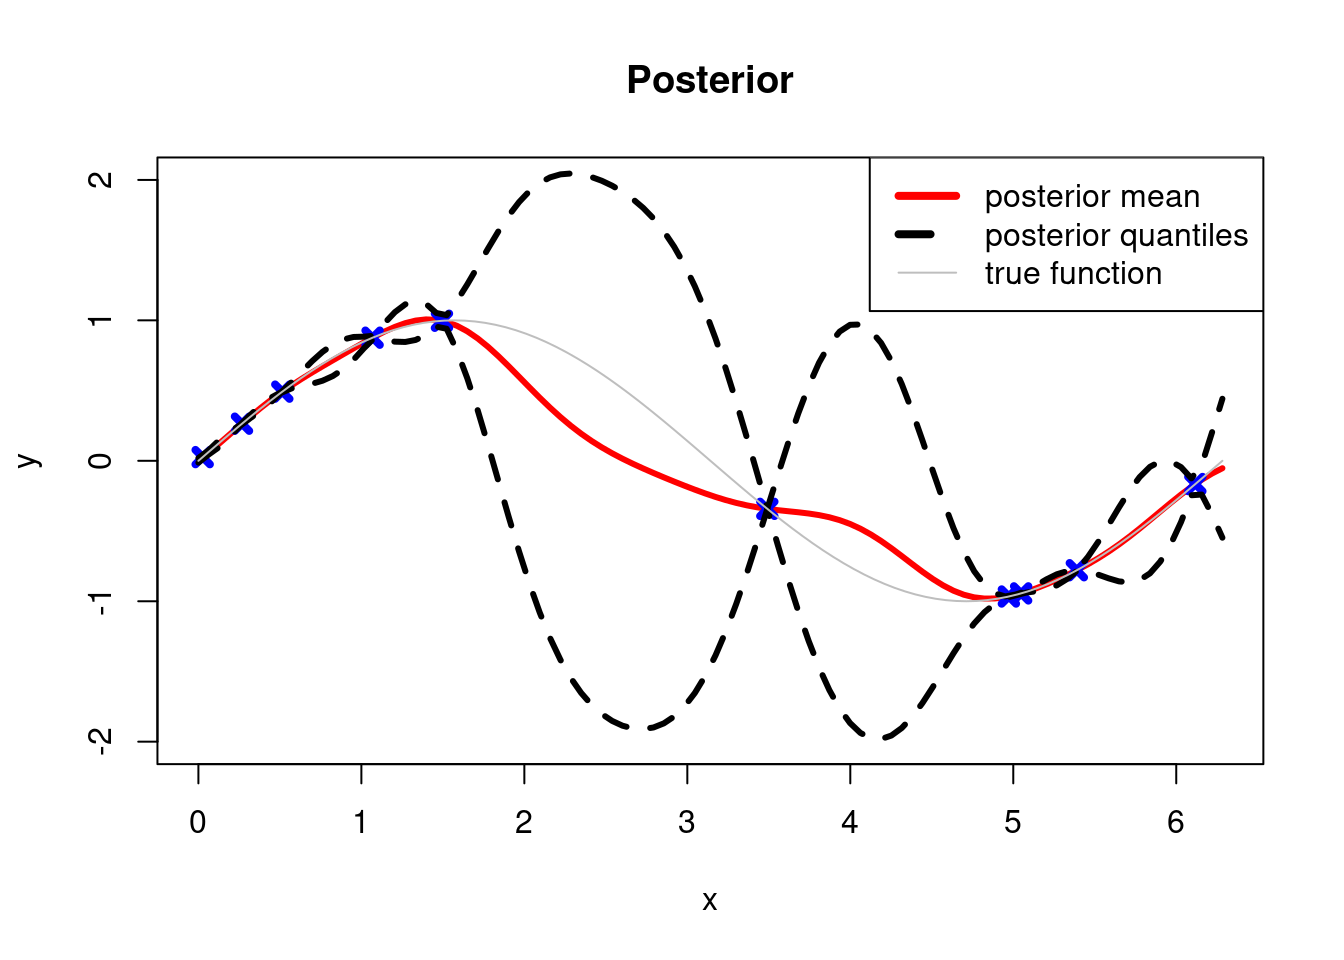 Posterior
posterior mean
posterior quantiles
true function
2
1
0
-1
-2
y
0 1 2 3 4 5 6
x